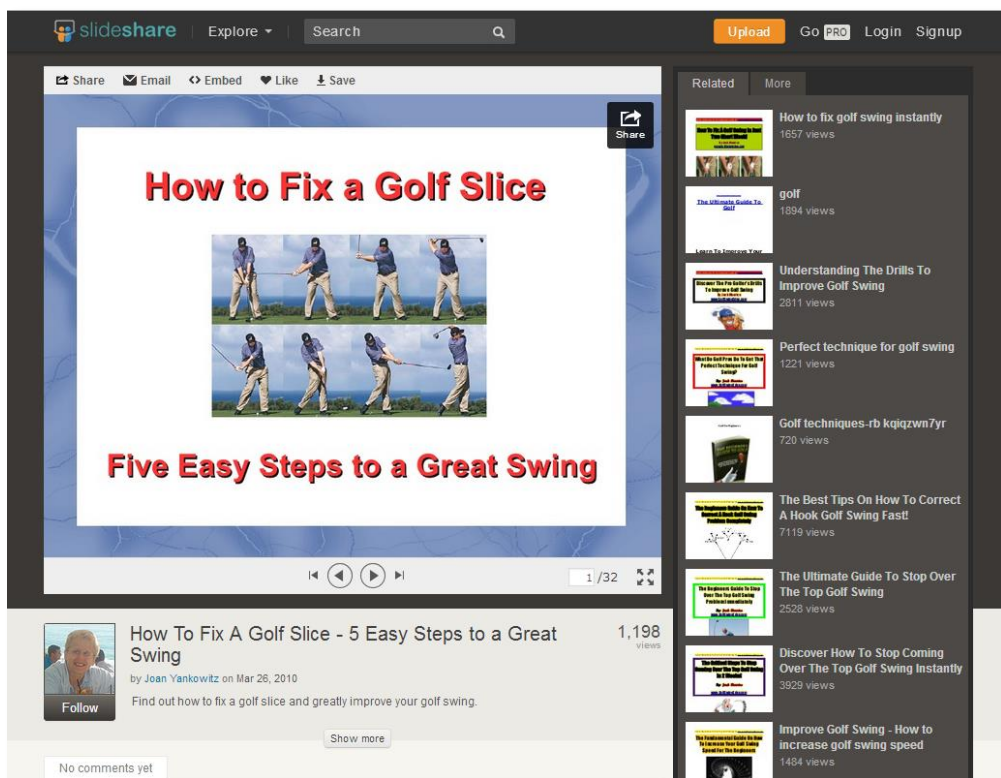 slideshare
Explore
Search
Upload
Go PRO
Login
Signup
Share
Email
Embed
Like
Save
Share
How to Fix a Golf Slice
Five Easy Steps to a Great Swing
1/32
How To Fix A Golf Slice - 5 Easy Steps to a Great
Swing
by Joan Yankowitz on Mar 26, 2010
Find out how to fix a golf slice and greatly improve your golf swing.
1,198
views
Follow
Show more
No comments yet
Related
More
How to fix golf swing instantly
1657 views
The Ultimate Guide To
Golf
Learn To Improve Your
golf
1894 views
Understanding The Drills To
Improve Golf Swing
2811 views
Perfect technique for golf swing
1221 views
Golf techniques-rb kqiqzwn7yr
720 views
The Best Tips On How To Correct
A Hook Golf Swing Fast!
7119 views
The Ultimate Guide To Stop Over
The Top Golf Swing
2528 views
Discover How To Stop Coming
Over The Top Golf Swing Instantly
3929 views
Improve Golf Swing - How to
increase golf swing speed
1484 views